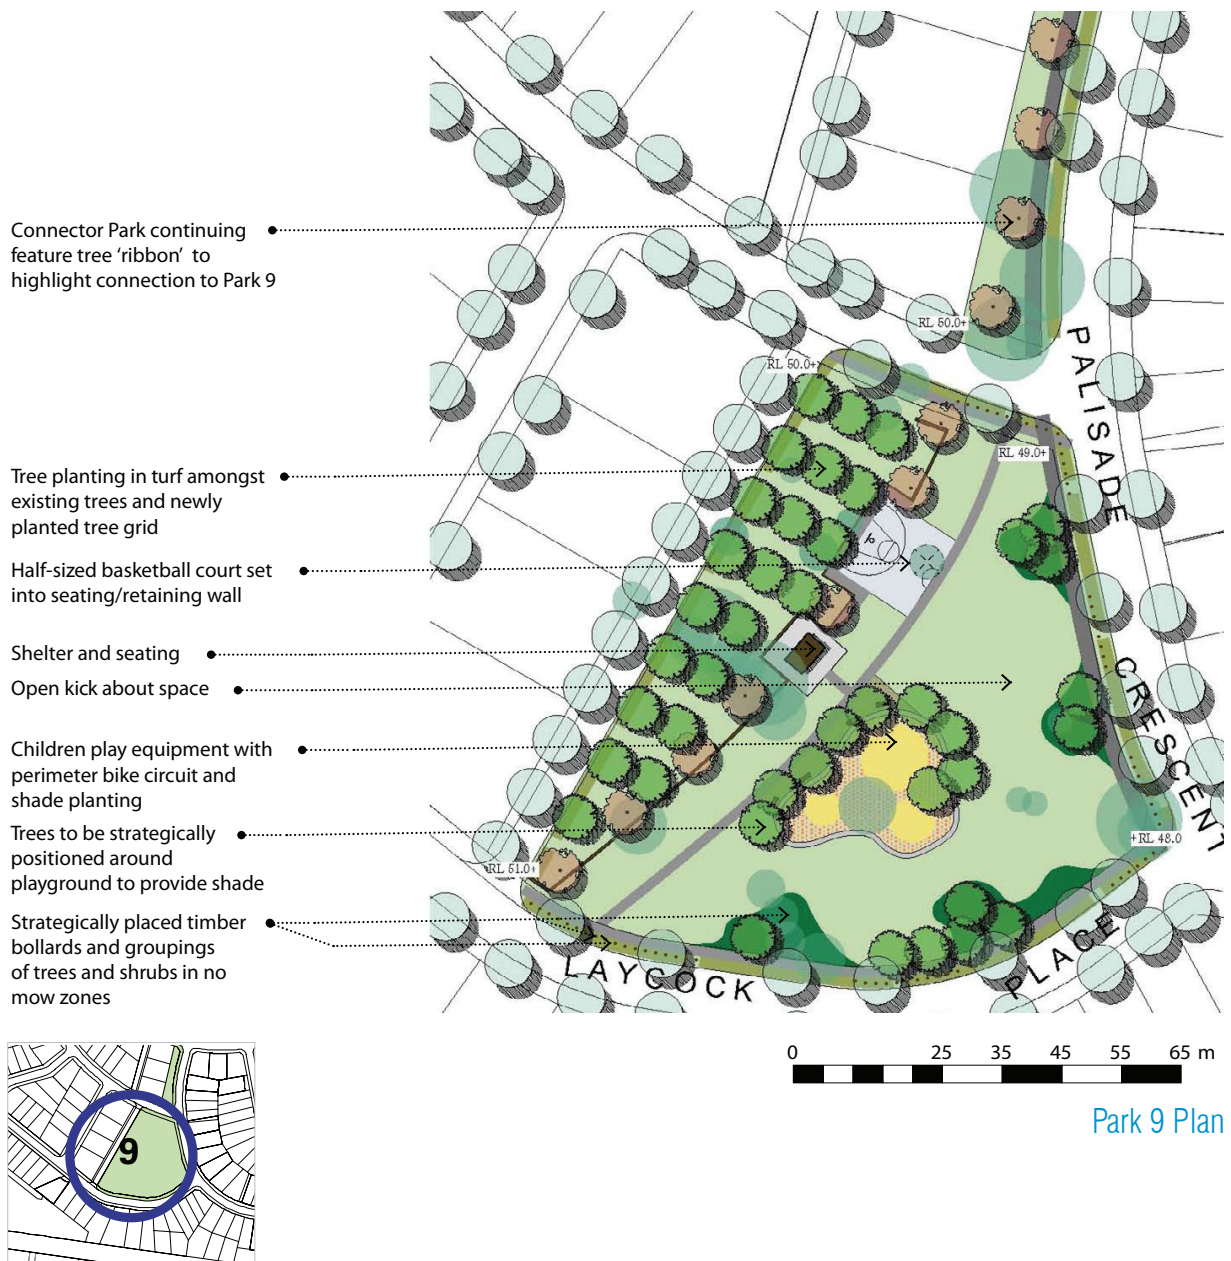 Connector Park continuing
feature tree ‘ribbon’ to
highlight connection to Park 9
Tree planting in turf amongst
existing trees and newly
planted tree grid
Half-sized basketball court set
into seating/retaining wall
Shelter and seating
Open kick about space
Children play equipment with
perimeter bike circuit and
shade planting
Trees to be strategically
positioned around
playground to provide shade
Strategically placed timber
bollards and groupings
of trees and shrubs in no
mow zones
RL 50.0+
RL 50.0+
RL 49.0+
+RL 48.0
RL 51.0+
PALISADE
CRESCENT
LAYCOCK
PLACE
0 25 35 45 55 65 m
Park 9 Plan
9